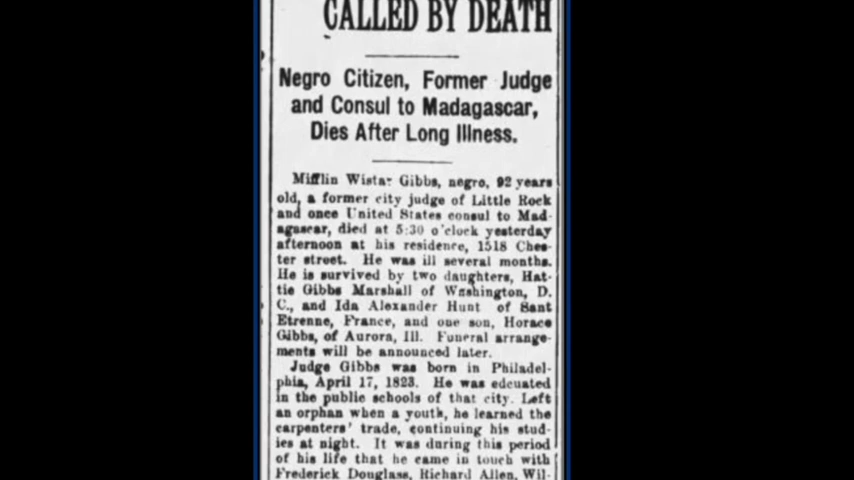 CALLED BY DEATH
Negro Citizen, Former Judge
and Consul to Madagascar,
Dies After Long Illness.
Mifflin Wistar Gibbs, negro, 92 years
old, a former city judge of Little Rock
and once United States consul to Mad-
agascar, died at 5:30 o'clock yesterday
afternoon at his residence, 1518 Ches-
ter street. He was ill several months.
He is survived by two daughters, Hat-
tie Gibbs Marshall of Washington, D.
C., and Ida Alexander Hunt of Sant
Etrenne, France, and one son, Horace
Gibbs, of Aurora, Ill. Funeral arrange-
ments will be announced later.
Judge Gibbs was born in Philadel-
phia, April 17, 1823. He was edcuated
in the public schools of that city. Left
an orphan when a youth, he learned the
carpenters' trade, continuing his stud-
ies at night. It was during this period
of his life that he came in touch with
Frederick Douglass, Richard Allen, Wil-